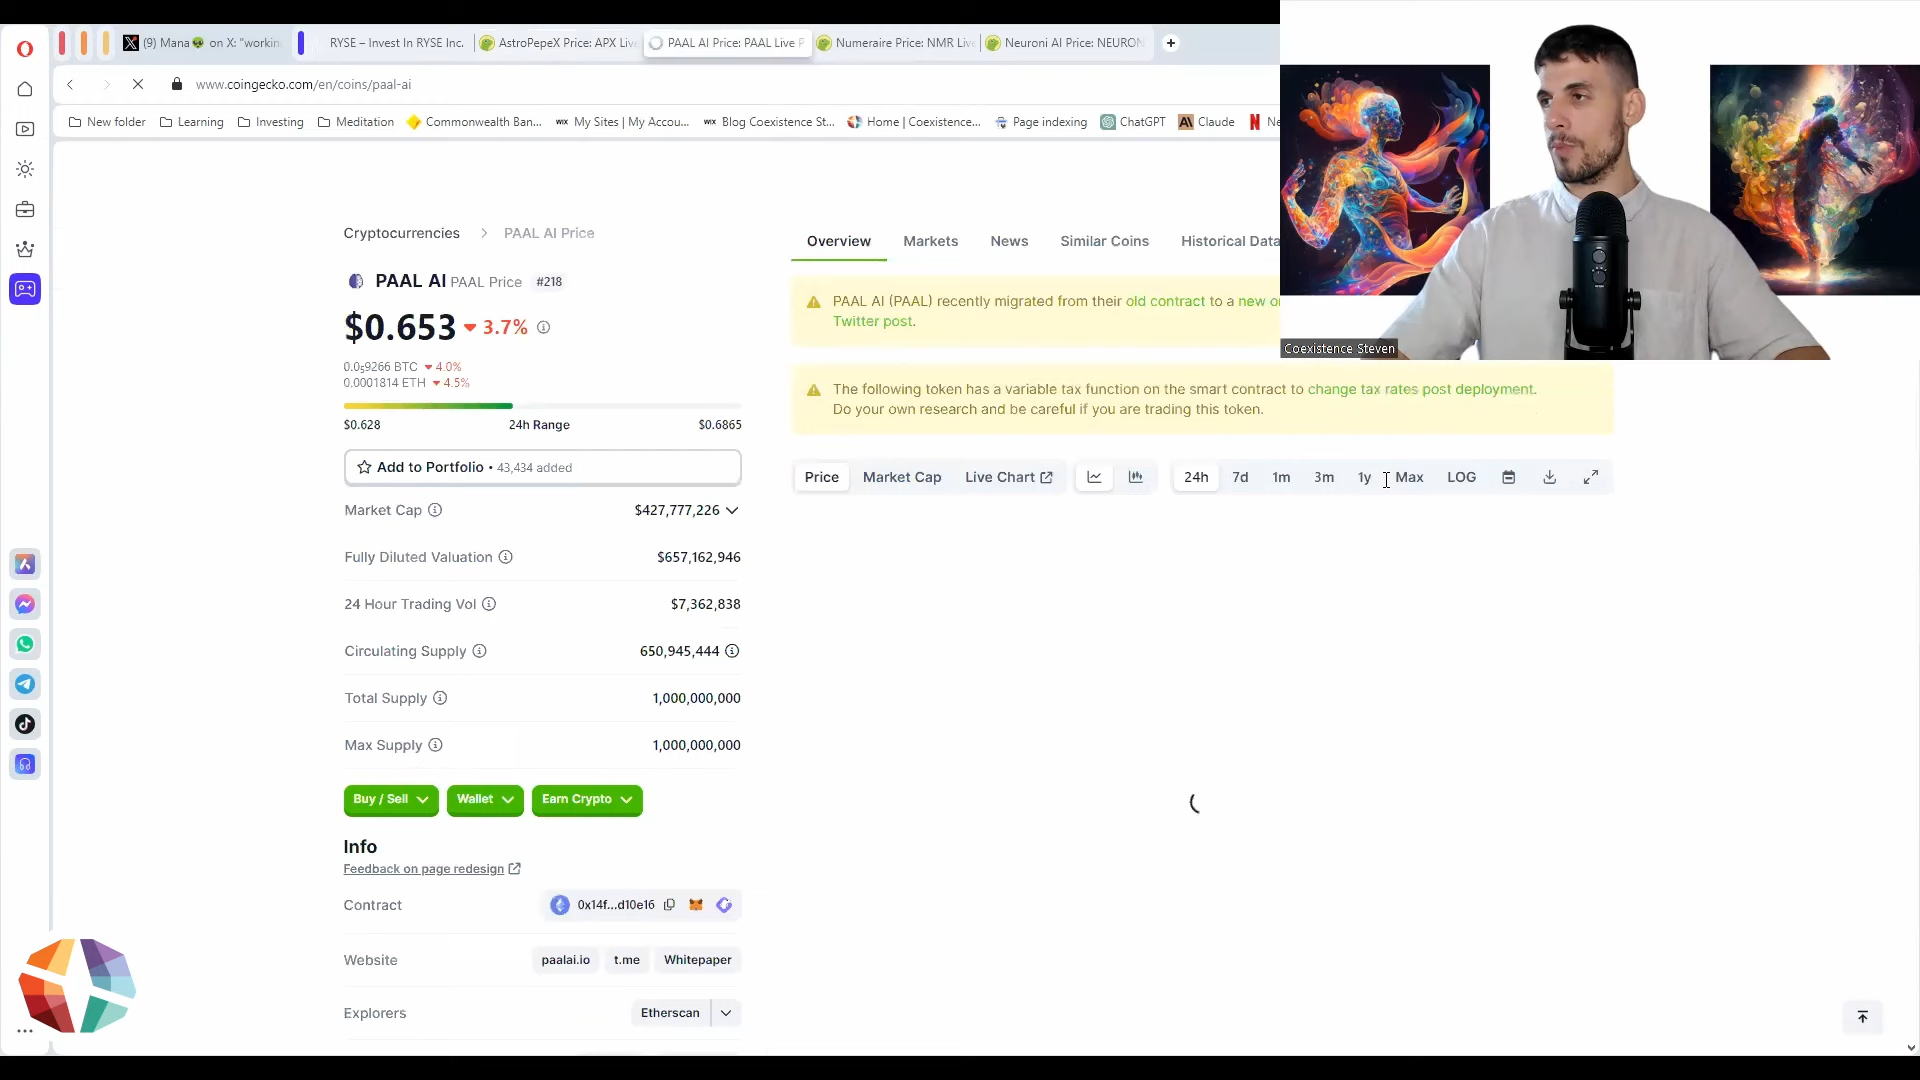 (9) Mana👽 on X: "workin
RYSE – Invest In RYSE Inc.
AstroPepeX Price: APX Liv
PAAL AI Price: PAAL Live P
Numeraire Price: NMR Liv
Neuroni AI Price: NEURON
www.coingecko.com/en/coins/paal-ai
New folder
Learning
Investing
Meditation
Commonwealth Ban...
WIX My Sites | My Accou...
WIX Blog Coexistence St...
Home | Coexistence...
Page indexing
ChatGPT
A\ Claude
N Ne
Cryptocurrencies > PAAL AI Price
PAAL AI PAAL Price #218
$0.653 3.7%
0.0₅9266 BTC 4.0%
0.0001814 ETH 4.5%
$0.628 24h Range $0.6865
Add to Portfolio • 43,434 added
Market Cap $427,777,226
Fully Diluted Valuation $657,162,946
24 Hour Trading Vol $7,362,838
Circulating Supply 650,945,444
Total Supply 1,000,000,000
Max Supply 1,000,000,000
Buy / Sell
Wallet
Earn Crypto
Info
Feedback on page redesign
Contract 0x14f...d10e16
Website paalai.io t.me Whitepaper
Explorers Etherscan
Overview Markets News Similar Coins Historical Data
PAAL AI (PAAL) recently migrated from their old contract to a new o
Twitter post.
The following token has a variable tax function on the smart contract to change tax rates post deployment.
Do your own research and be careful if you are trading this token.
Price Market Cap Live Chart 24h 7d 1m 3m 1y Max LOG
Coexistence Steven